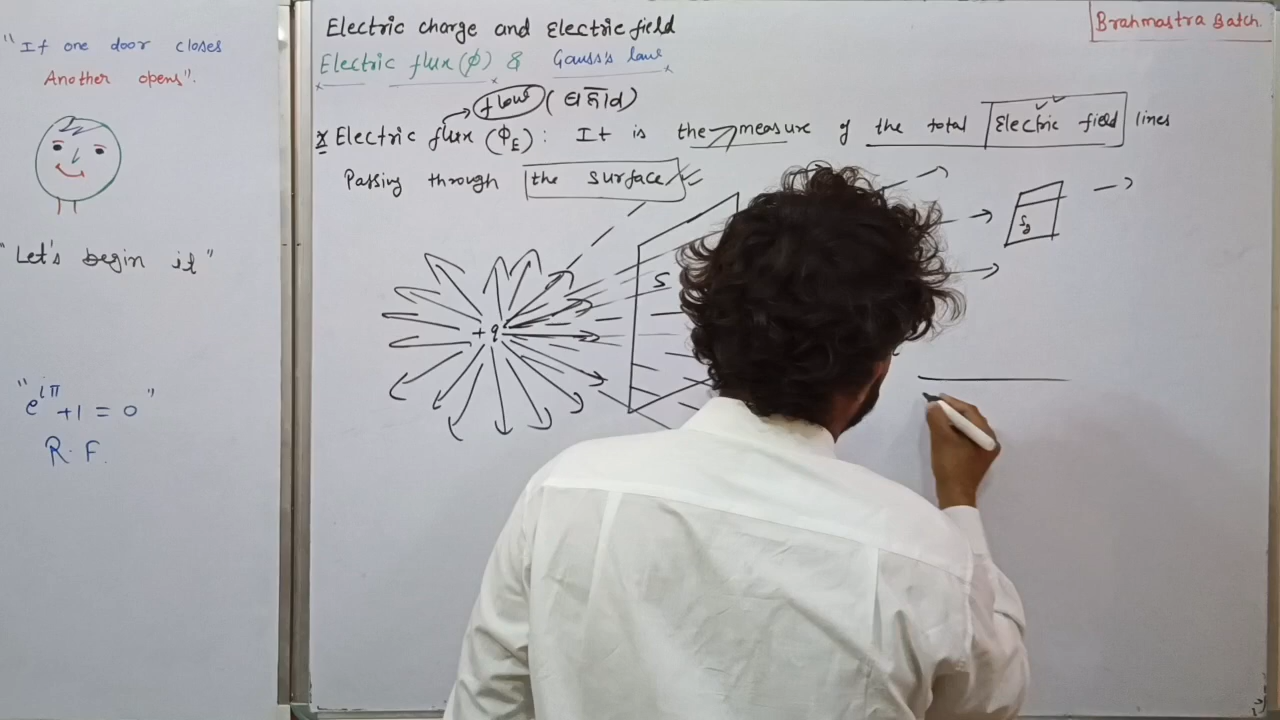 "If one door closes
Another opens".
"Let's begin it"
"e^iπ + 1 = 0"
R. F.
Electric charge and Electric field
Brahmastra Batch
Electric flux (φ) & Gauss's law
flow (बहाव)
Electric flux (ΦE) : It is the measure of the total Electric field lines
Passing through the surface
S
S2
+q